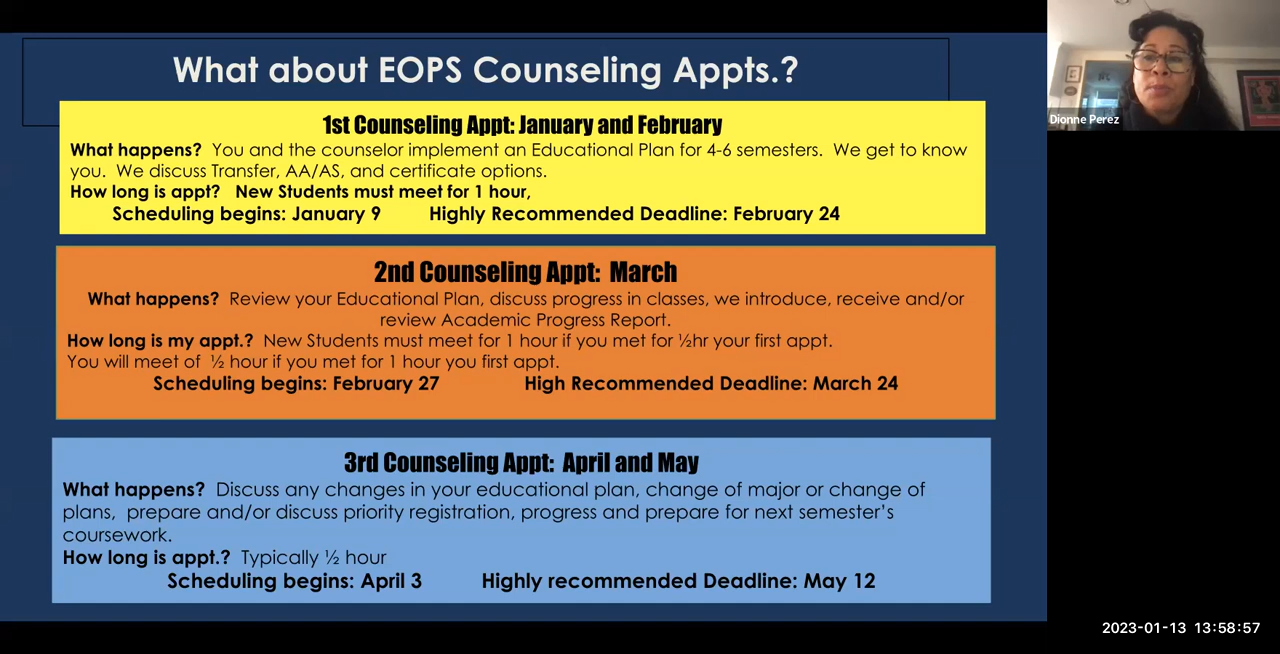 What about EOPS Counseling Appts.?
1st Counseling Appt: January and February
What happens? You and the counselor implement an Educational Plan for 4-6 semesters. We get to know
you. We discuss Transfer, AA/AS, and certificate options.
How long is appt? New Students must meet for 1 hour,
Scheduling begins: January 9 Highly Recommended Deadline: February 24
2nd Counseling Appt: March
What happens? Review your Educational Plan, discuss progress in classes, we introduce, receive and/or
review Academic Progress Report.
How long is my appt.? New Students must meet for 1 hour if you met for ½hr your first appt.
You will meet of ½ hour if you met for 1 hour you first appt.
Scheduling begins: February 27 High Recommended Deadline: March 24
3rd Counseling Appt: April and May
What happens? Discuss any changes in your educational plan, change of major or change of
plans, prepare and/or discuss priority registration, progress and prepare for next semester's
coursework.
How long is appt.? Typically ½ hour
Scheduling begins: April 3 Highly recommended Deadline: May 12
Dionne Perez
2023-01-13 13:58:57